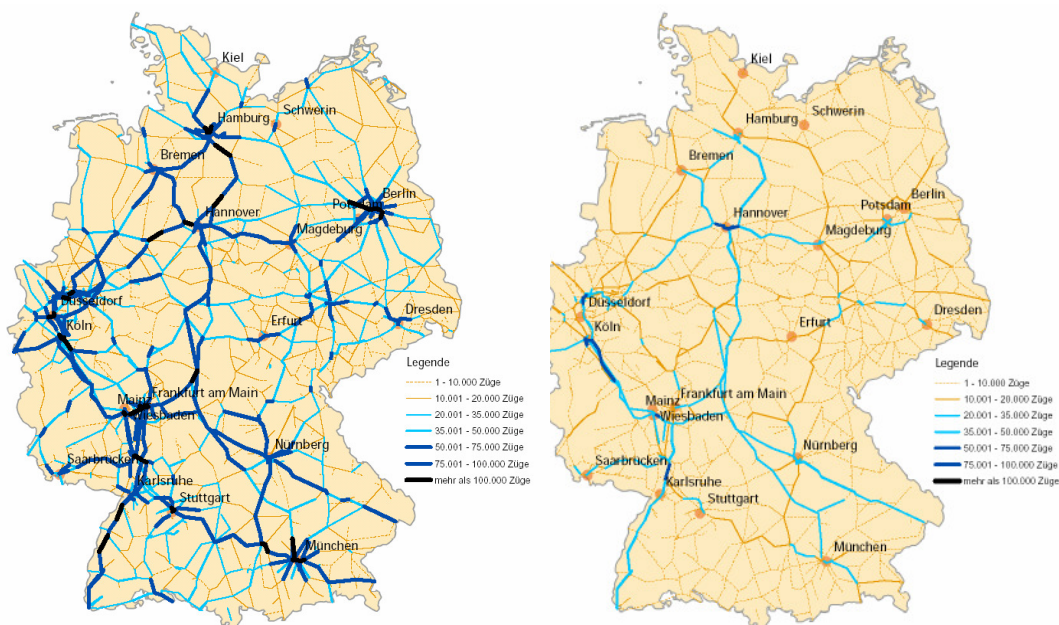 Kiel
Schwerin
Hamburg
Bremen
Berlin
Potsdam
Hannover
Magdeburg
Düsseldorf
Köln
Erfurt
Dresden
Frankfurt am Main
Mainz
Wiesbaden
Nürnberg
Saarbrücken
Karlsruhe
Stuttgart
München
Legende
1 - 10.000 Züge
10.001 - 20.000 Züge
20.001 - 35.000 Züge
35.001 - 50.000 Züge
50.001 - 75.000 Züge
75.001 - 100.000 Züge
mehr als 100.000 Züge
Kiel
Schwerin
Hamburg
Bremen
Berlin
Potsdam
Hannover
Magdeburg
Düsseldorf
Köln
Erfurt
Dresden
Frankfurt am Main
Mainz
Wiesbaden
Nürnberg
Saarbrücken
Karlsruhe
Stuttgart
München
Legende
1 - 10.000 Züge
10.001 - 20.000 Züge
20.001 - 35.000 Züge
35.001 - 50.000 Züge
50.001 - 75.000 Züge
75.001 - 100.000 Züge
mehr als 100.000 Züge